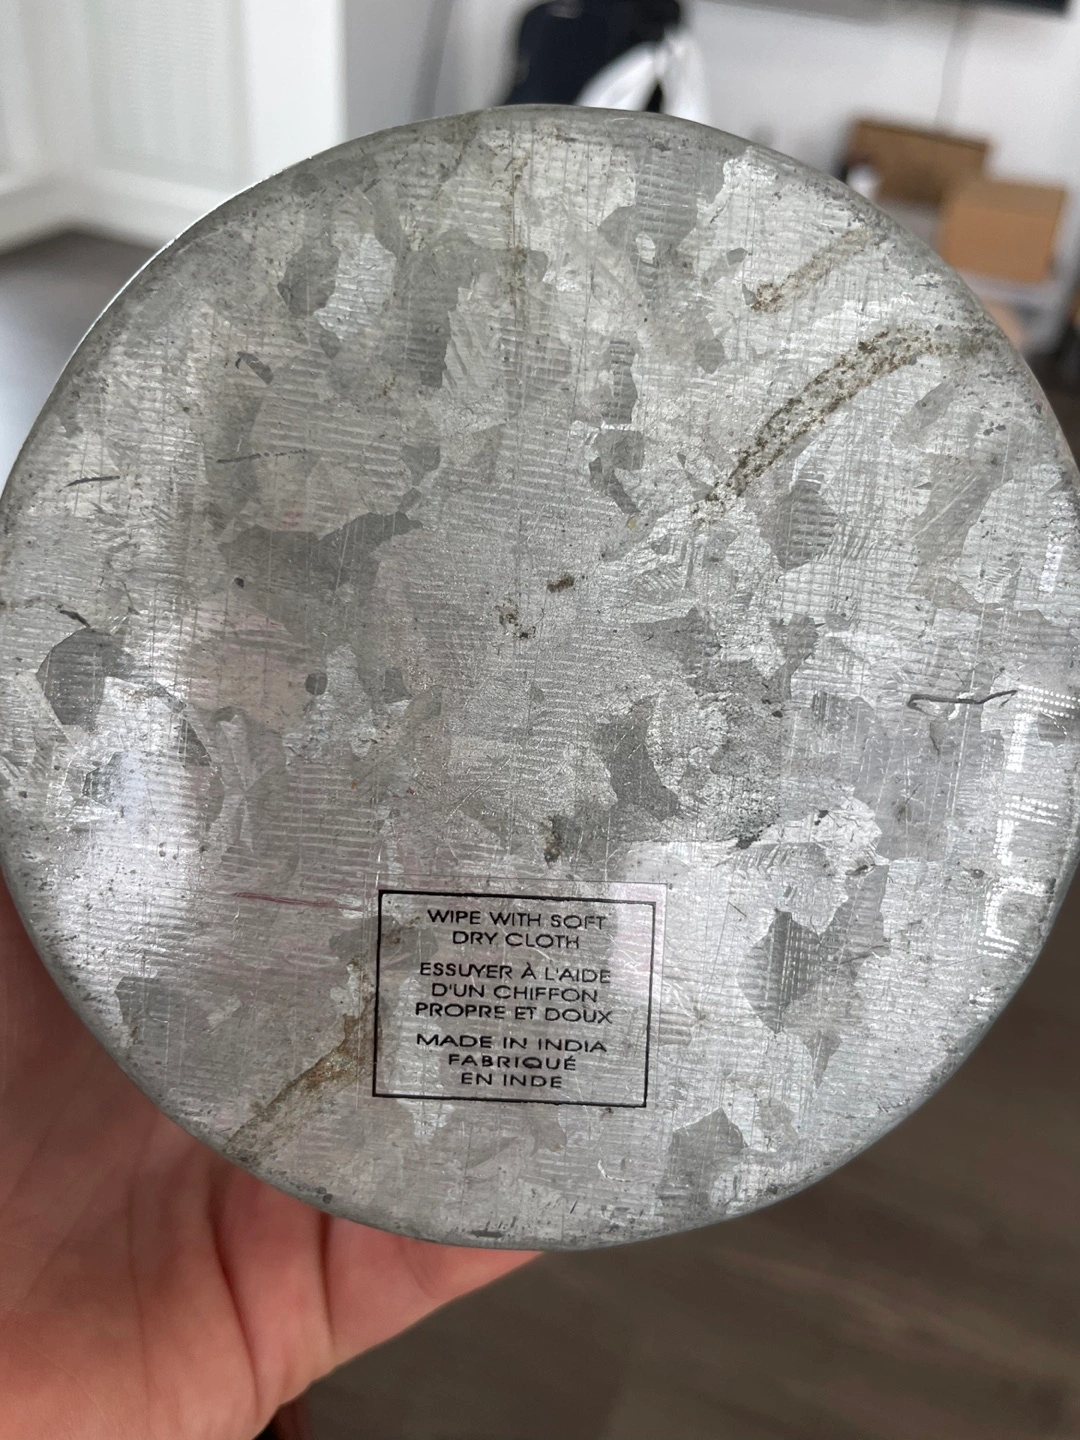 WIPE WITH SOFT
DRY CLOTH
ESSUYER À L'AIDE
D'UN CHIFFON
PROPRE ET DOUX
MADE IN INDIA
FABRIQUÉ
EN INDE